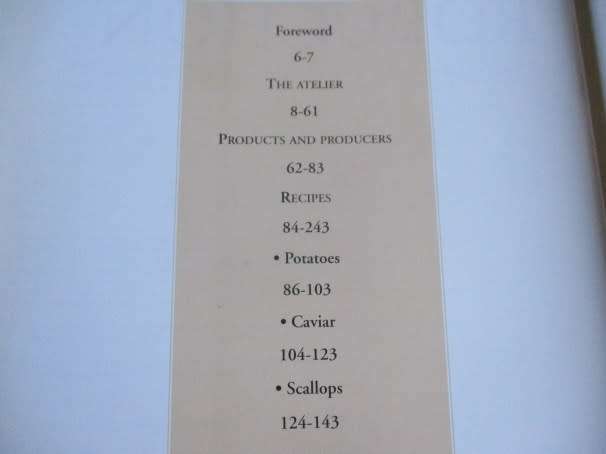 Foreword
6-7
The atelier
8-61
Products and producers
62-83
Recipes
84-243
• Potatoes
86-103
• Caviar
104-123
• Scallops
124-143